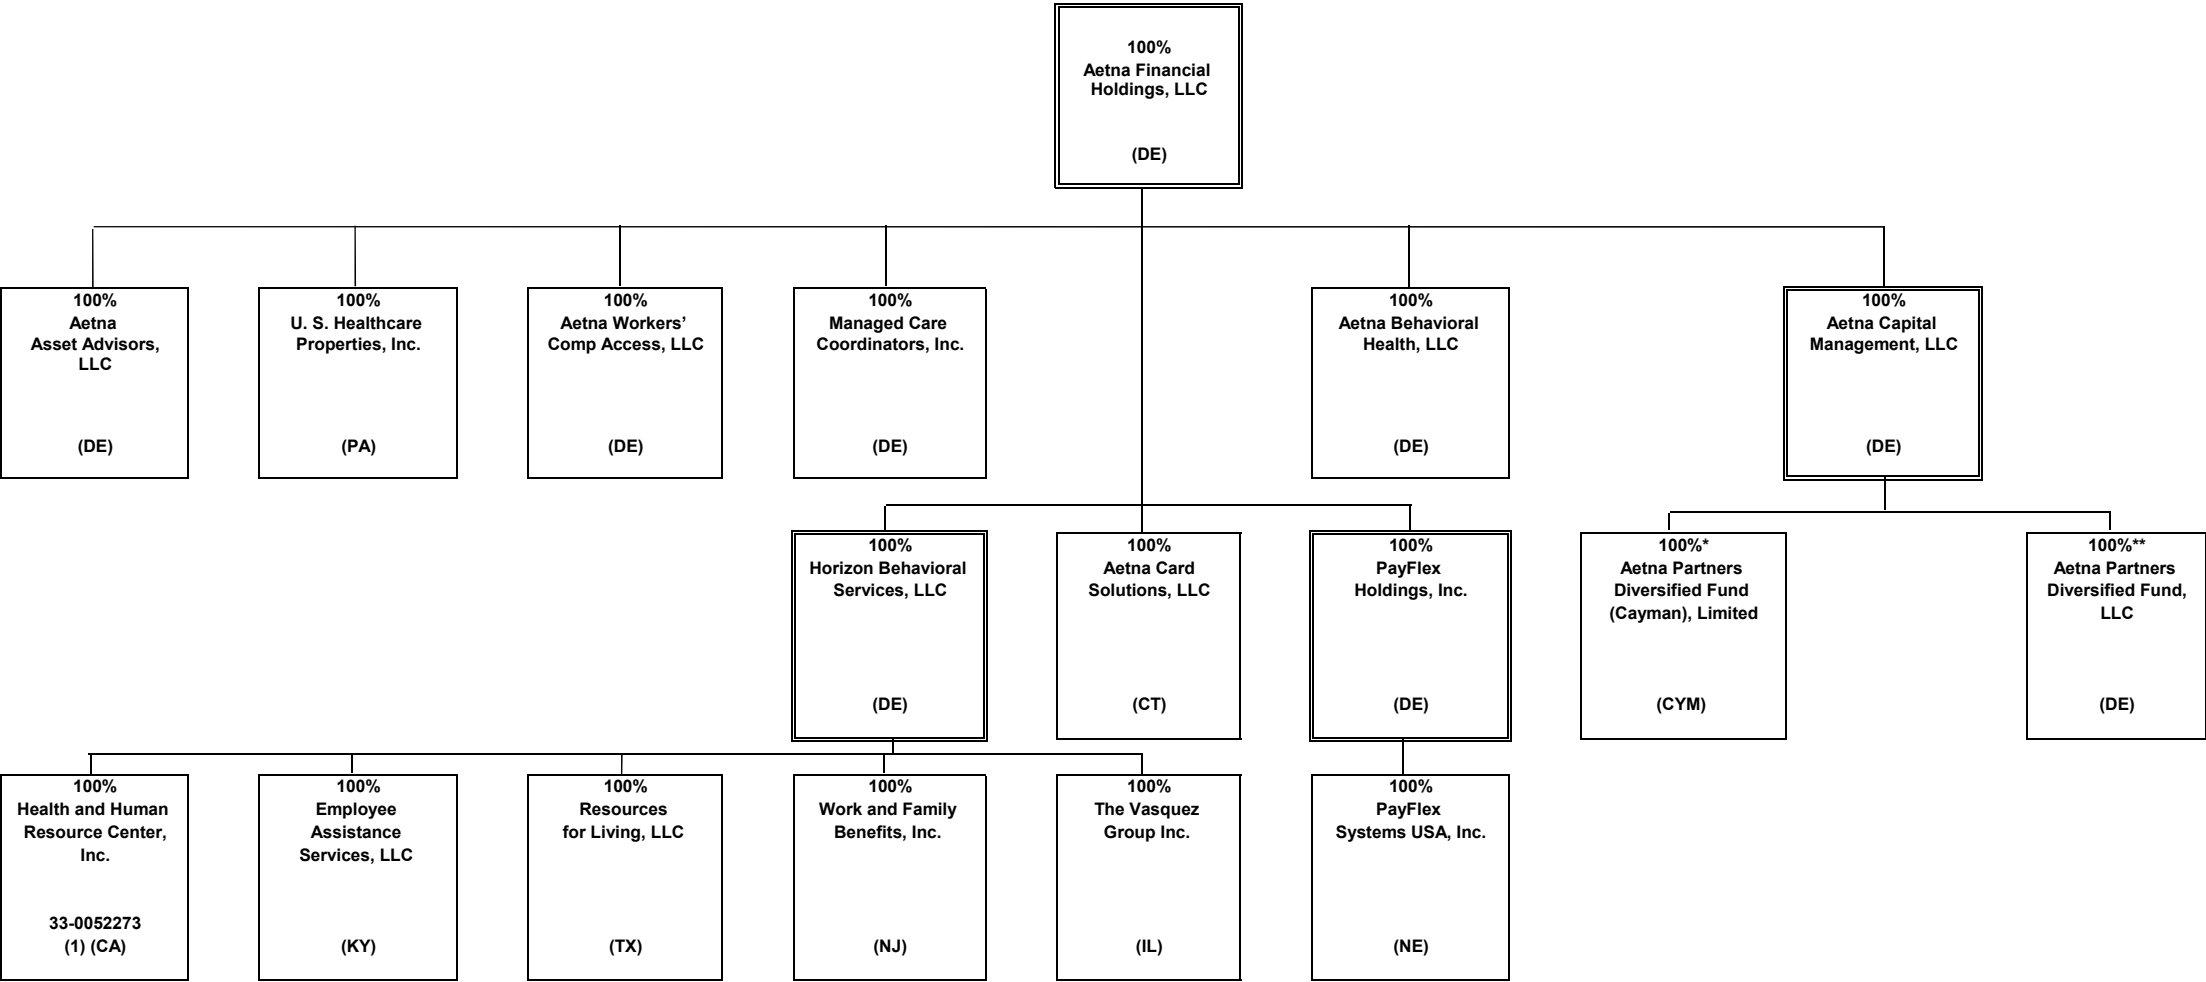 100%
Aetna Financial
Holdings, LLC
(DE)
100%
Aetna
Asset Advisors,
LLC
(DE)
100%
U. S. Healthcare
Properties, Inc.
(PA)
100%
Aetna Workers’
Comp Access, LLC
(DE)
100%
Managed Care
Coordinators, Inc.
(DE)
100%
Aetna Behavioral
Health, LLC
(DE)
100%
Aetna Capital
Management, LLC
(DE)
100%
Horizon Behavioral
Services, LLC
(DE)
100%
Aetna Card
Solutions, LLC
(CT)
100%
PayFlex
Holdings, Inc.
(DE)
100%*
Aetna Partners
Diversified Fund
(Cayman), Limited
(CYM)
100%**
Aetna Partners
Diversified Fund,
LLC
(DE)
100%
Health and Human
Resource Center,
Inc.
33-0052273
(1) (CA)
100%
Employee
Assistance
Services, LLC
(KY)
100%
Resources
for Living, LLC
(TX)
100%
Work and Family
Benefits, Inc.
(NJ)
100%
The Vasquez
Group Inc.
(IL)
100%
PayFlex
Systems USA, Inc.
(NE)